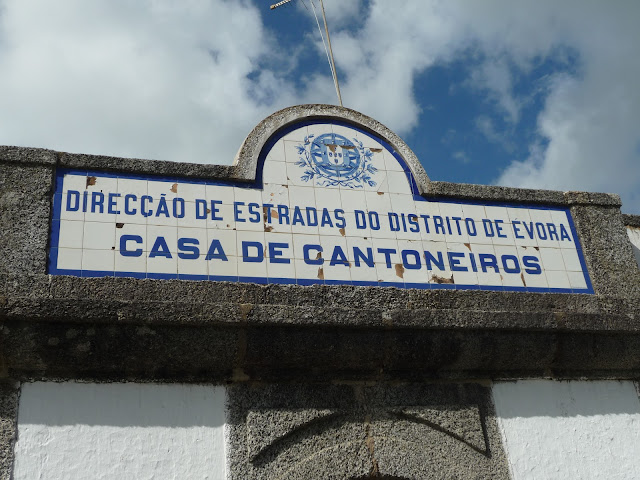 DIRECÇÃO DE ESTRADAS DO DISTRITO DE EVORA
CASA DE CANTONEIROS